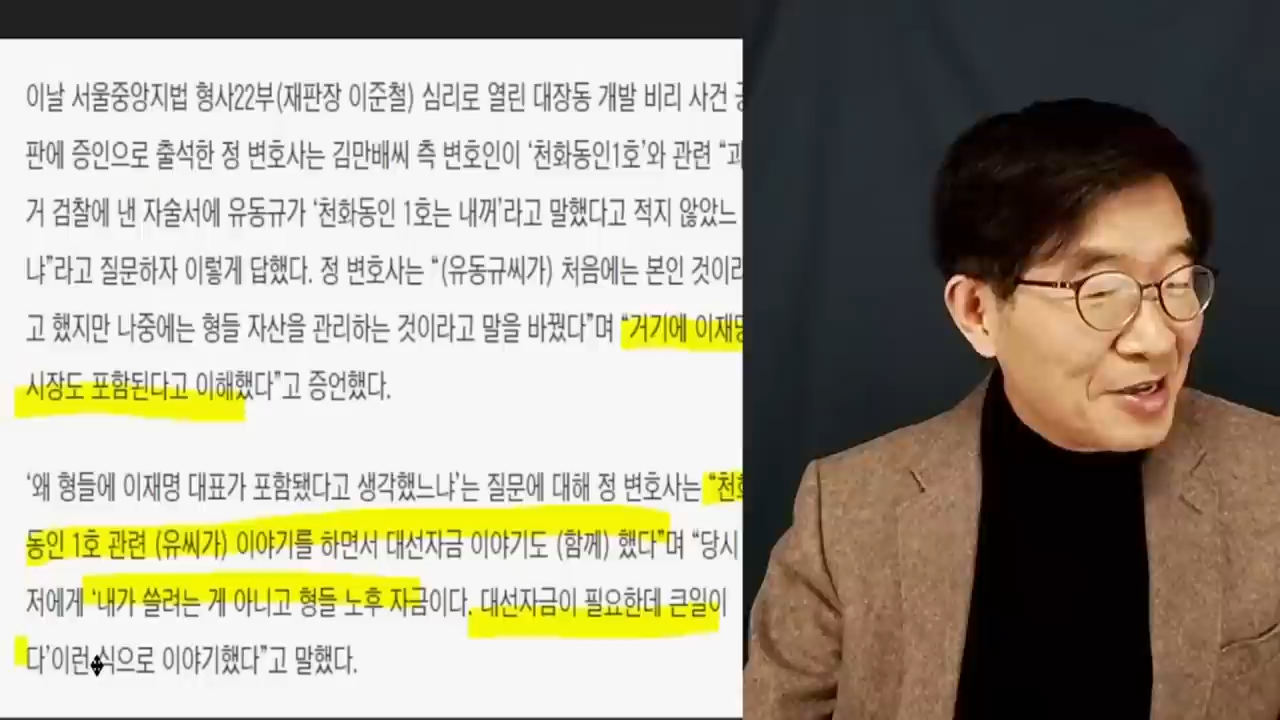 이날 서울중앙지법 형사22부(재판장 이준철) 심리로 열린 대장동 개발 비리 사건 공
판에 증인으로 출석한 정 변호사는 김만배씨 측 변호인이 ‘천화동인1호’와 관련 “과
거 검찰에 낸 자술서에 유동규가 ‘천화동인 1호는 내꺼’라고 말했다고 적지 않았느
냐”라고 질문하자 이렇게 답했다. 정 변호사는 “(유동규씨가) 처음에는 본인 것이라
고 했지만 나중에는 형들 자산을 관리하는 것이라고 말을 바꿨다”며 “거기에 이재명
시장도 포함된다고 이해했다”고 증언했다.
‘왜 형들에 이재명 대표가 포함됐다고 생각했느냐’는 질문에 대해 정 변호사는 “천화
동인 1호 관련 (유씨가) 이야기를 하면서 대선자금 이야기도 (함께) 했다”며 “당시
저에게 ‘내가 쓸려는 게 아니고 형들 노후 자금이다. 대선자금이 필요한데 큰일이
다’이런 식으로 이야기했다”고 말했다.